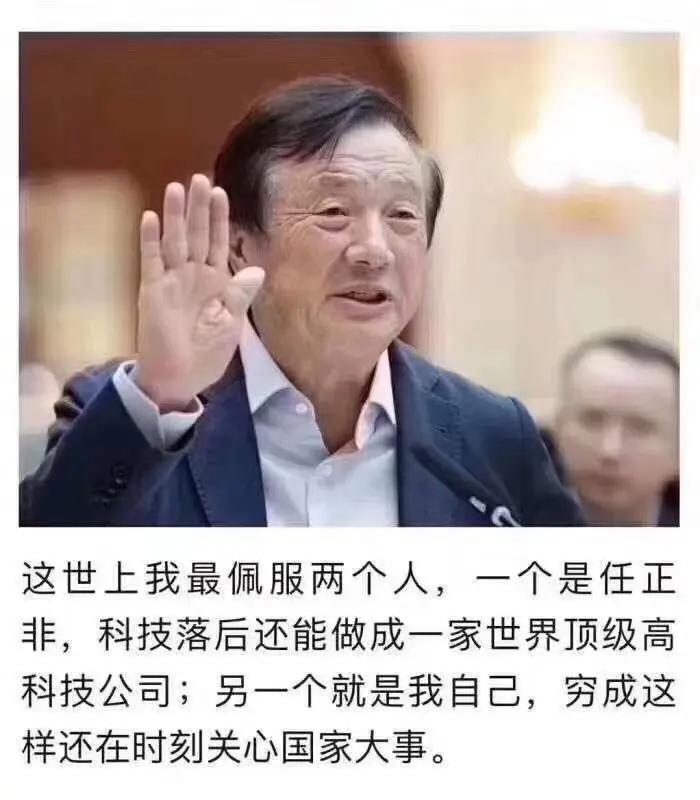 这世上我最佩服两个人，一个是任正
非，科技落后还能做成一家世界顶级高
科技公司；另一个就是我自己，穷成这
样还在时刻关心国家大事。